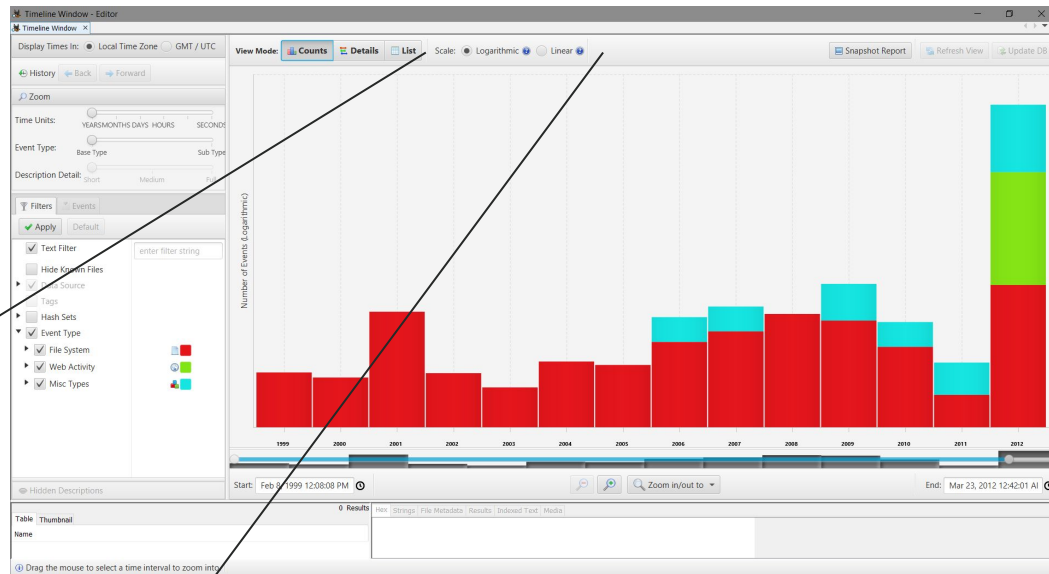 Timeline Window - Editor
Timeline Window ×
Display Times In: Local Time Zone GMT / UTC
History Back Forward
Zoom
Time Units: YEARS MONTHS DAYS HOURS SECONDS
Event Type: Base Type Sub Type
Description Detail: Short Medium Full
Filters Events
Apply Default
Text Filter enter filter string
Hide Known Files
Data Source
Tags
Hash Sets
Event Type
File System
Web Activity
Misc Types
Hidden Descriptions
View Mode: Counts Details List Scale: Logarithmic Linear Snapshot Report Refresh View Update DB
Number of Events (Logarithmic)
1999 2000 2001 2002 2003 2004 2005 2006 2007 2008 2009 2010 2011 2012
Start: Feb 8, 1999 12:08:08 PM Zoom in/out to End: Mar 23, 2012 12:42:01 AM
Table Thumbnail 0 Results
Name
Hex Strings File Metadata Results Indexed Text Media
Drag the mouse to select a time interval to zoom into